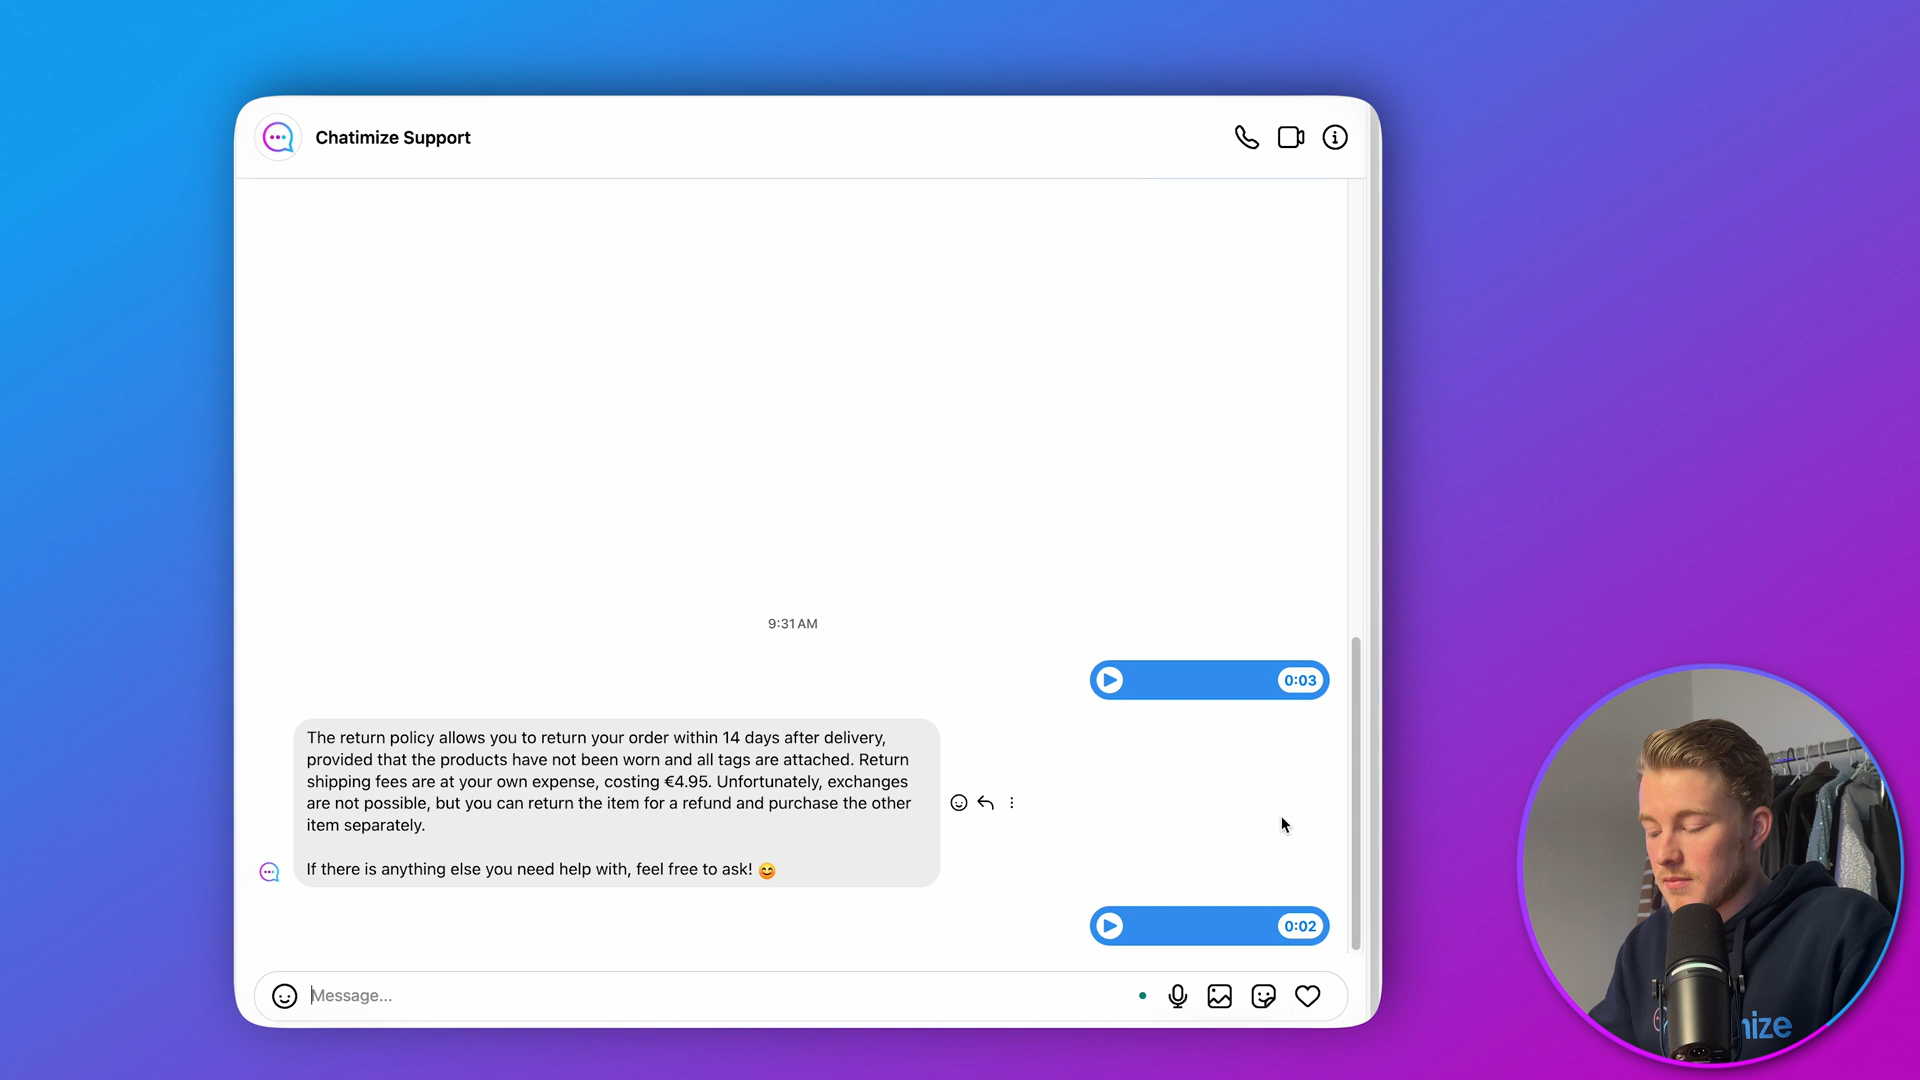 Chatimize Support
9:31 AM
0:03
The return policy allows you to return your order within 14 days after delivery,
provided that the products have not been worn and all tags are attached. Return
shipping fees are at your own expense, costing €4.95. Unfortunately, exchanges
are not possible, but you can return the item for a refund and purchase the other
item separately.
If there is anything else you need help with, feel free to ask! 😊
0:02
Message...